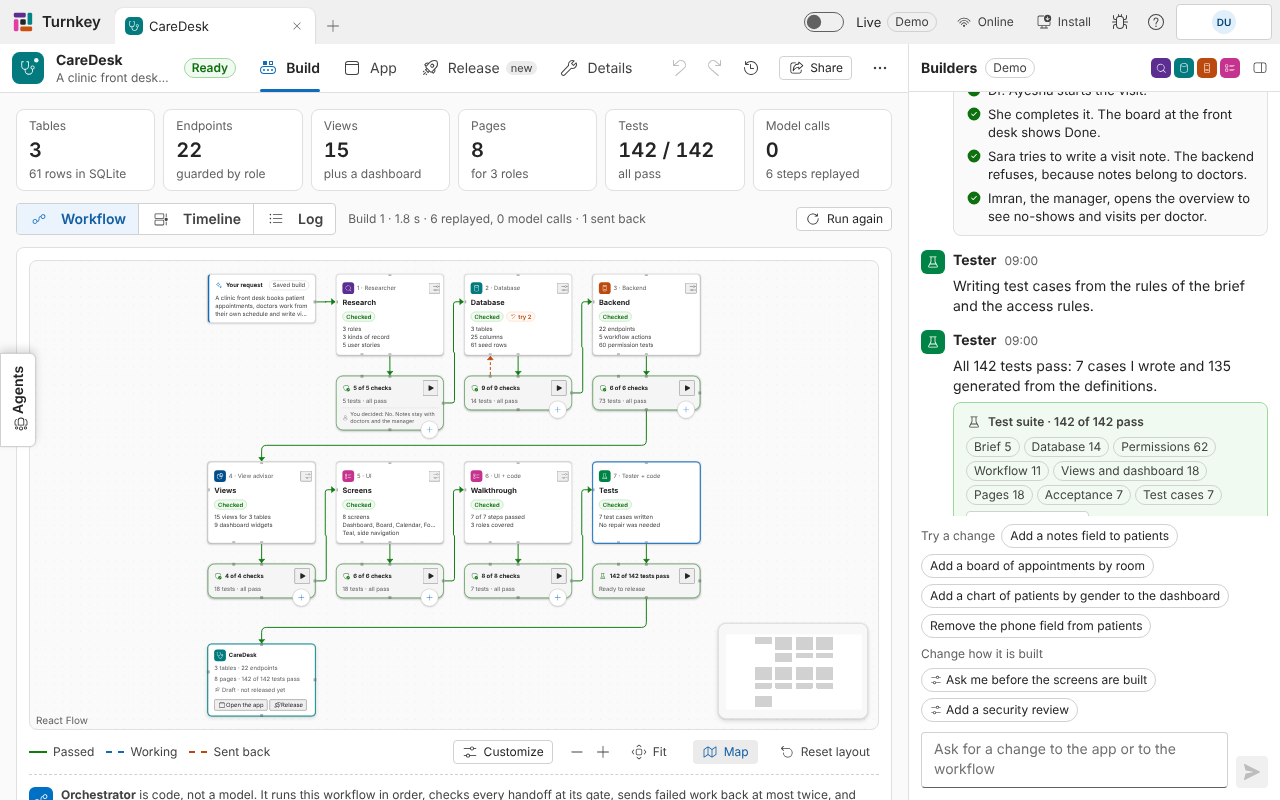 Turnkey
CareDesk
Live
Demo
Online
Install
DU
CareDesk
A clinic front desk...
Ready
Build
App
Release new
Details
Share
Builders
Demo
Tables
3
61 rows in SQLite
Endpoints
22
guarded by role
Views
15
plus a dashboard
Pages
8
for 3 roles
Tests
142 / 142
all pass
Model calls
0
6 steps replayed
Workflow
Timeline
Log
Build 1 · 1.8 s · 6 replayed, 0 model calls · 1 sent back
Run again
Agents
Your request
Saved build
A clinic front desk books patient
appointments, doctors work from
their own schedule and write vi...
1 · Researcher
Research
Checked
3 roles
3 kinds of record
5 user stories
2 · Database
Database
Checked
try 2
3 tables
25 columns
61 seed rows
3 · Backend
Backend
Checked
22 endpoints
5 workflow actions
60 permission tests
5 of 5 checks
5 tests · all pass
You decided: No. Notes stay with
doctors and the manager
9 of 9 checks
14 tests · all pass
6 of 6 checks
73 tests · all pass
4 · View advisor
Views
Checked
15 views for 3 tables
9 dashboard widgets
5 · UI
Screens
Checked
8 screens
Dashboard, Board, Calendar, Fo...
Teal, side navigation
6 · UI + code
Walkthrough
Checked
7 of 7 steps passed
3 roles covered
7 · Tester + code
Tests
Checked
7 test cases written
No repair was needed
4 of 4 checks
18 tests · all pass
6 of 6 checks
18 tests · all pass
8 of 8 checks
7 tests · all pass
142 of 142 tests pass
Ready to release
CareDesk
3 tables · 22 endpoints
8 pages · 142 of 142 tests pass
Draft · not released yet
Open the app
Release
React Flow
Passed
Working
Sent back
Customize
Fit
Map
Reset layout
Orchestrator is code, not a model. It runs this workflow in order, checks every handoff at its gate, sends failed work back at most twice, and
Dr. Ayesha starts the visit.
She completes it. The board at the front
desk shows Done.
Sara tries to write a visit note. The backend
refuses, because notes belong to doctors.
Imran, the manager, opens the overview to
see no-shows and visits per doctor.
Tester 09:00
Writing test cases from the rules of the brief
and the access rules.
Tester 09:00
All 142 tests pass: 7 cases I wrote and 135
generated from the definitions.
Test suite · 142 of 142 pass
Brief 5
Database 14
Permissions 62
Workflow 11
Views and dashboard 18
Pages 18
Acceptance 7
Test cases 7
Try a change
Add a notes field to patients
Add a board of appointments by room
Add a chart of patients by gender to the dashboard
Remove the phone field from patients
Change how it is built
Ask me before the screens are built
Add a security review
Ask for a change to the app or to the
workflow